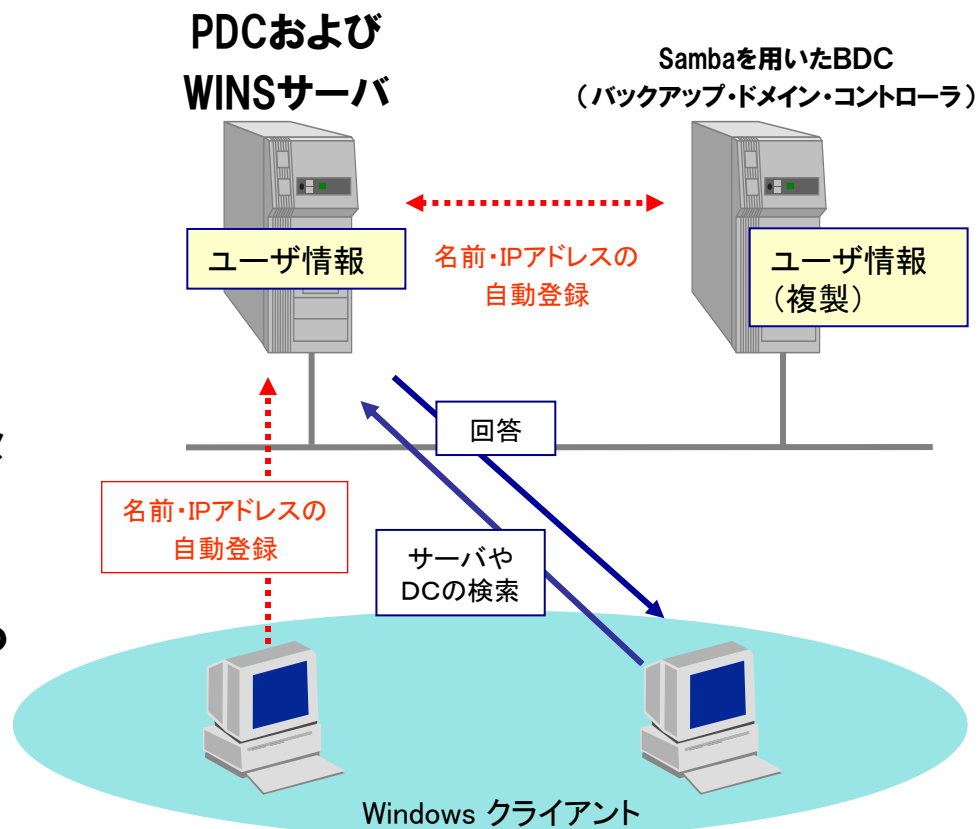 PDCおよび
WINSサーバ
Sambaを用いたBDC
（バックアップ・ドメイン・コントローラ）
ユーザ情報
名前・IPアドレスの
自動登録
ユーザ情報
（複製）
回答
名前・IPアドレスの
自動登録
サーバや
DCの検索
Windows クライアント